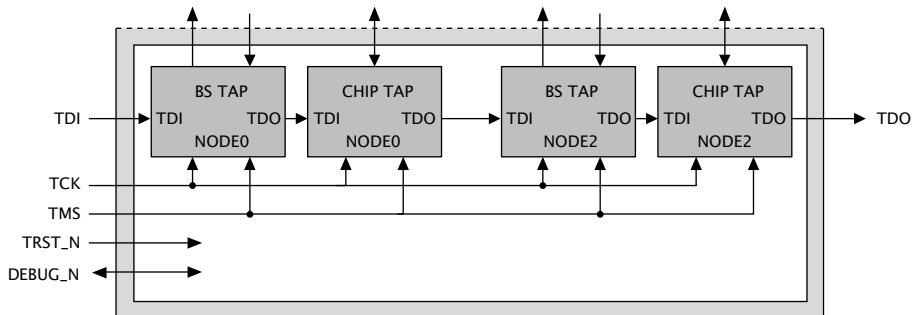 BS TAP
CHIP TAP
BS TAP
CHIP TAP
TDI
TDI
TDO
TDI
TDO
TDI
TDO
TDI
TDO
TDO
NODE0
NODE0
NODE2
NODE2
TCK
TMS
TRST_N
DEBUG_N